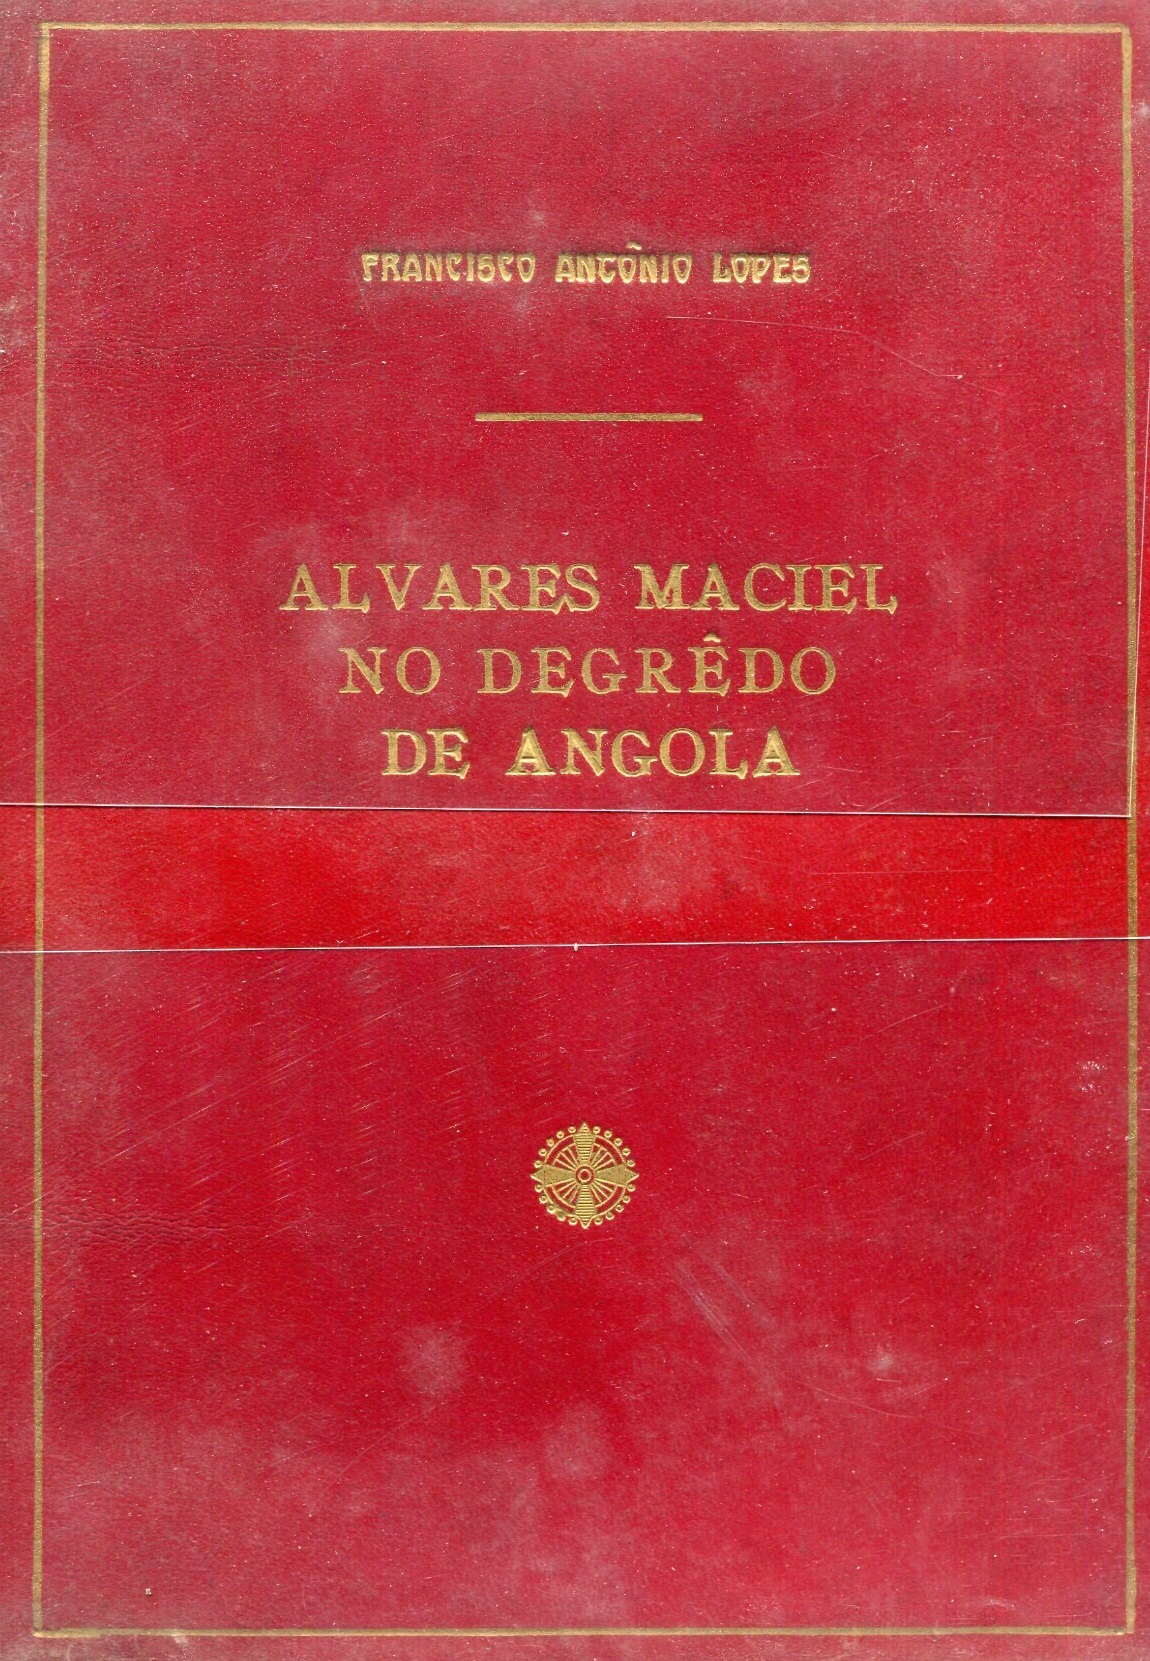 FRANCISCO ANTÔNIO LOPES
ALVARES MACIEL
NO DEGRÊDO
DE ANGOLA